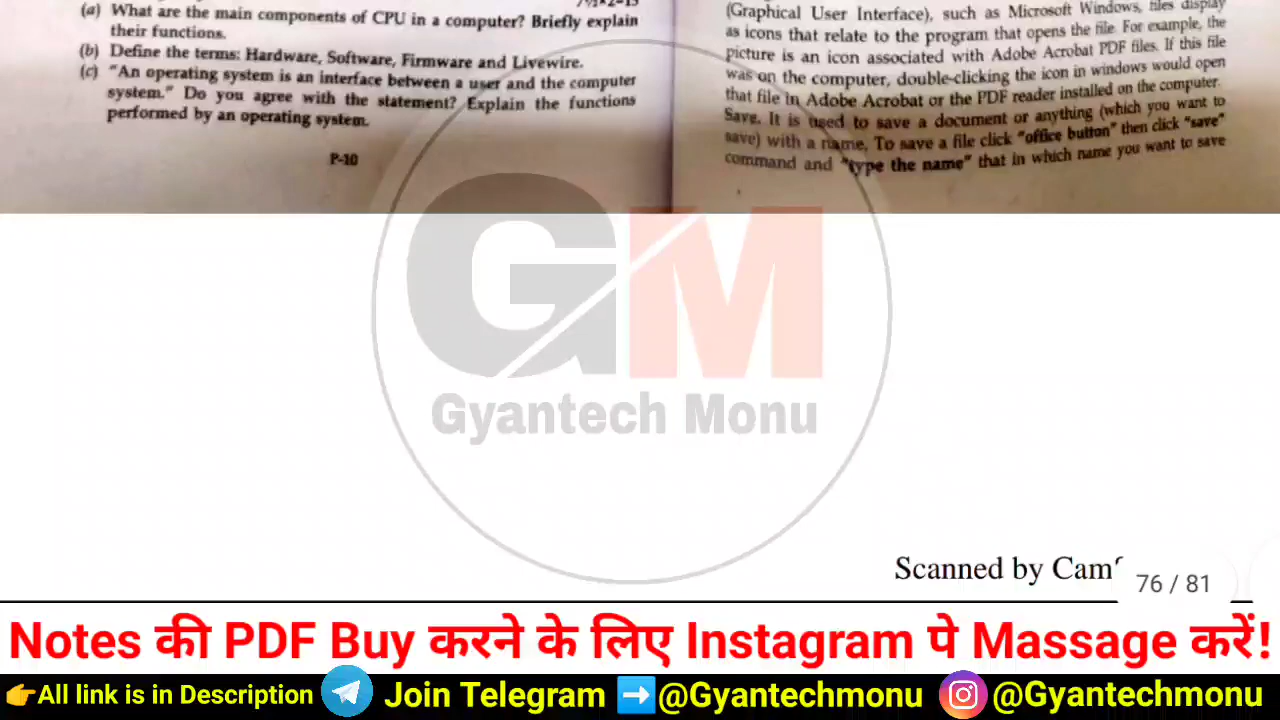 (a) What are the main components of CPU in a computer? Briefly explain
their functions.
(b) Define the terms: Hardware, Software, Firmware and Livewire.
(c) "An operating system is an interface between a user and the computer
system." Do you agree with the statement? Explain the functions
performed by an operating system.
P-10
(Graphical User Interface), such as Microsoft Windows, files display
as icons that relate to the program that opens the file. For example, the
picture is an icon associated with Adobe Acrobat PDF files. If this file
was on the computer, double-clicking the icon in windows would open
that file in Adobe Acrobat or the PDF reader installed on the computer.
Save. It is used to save a document or anything (which you want to
save) with a name, To save a file click "office button" then click "save"
command and "type the name" that in which name you want to save
GM
Gyantech Monu
Scanned by Cam
76 / 81
Notes की PDF Buy करने के लिए Instagram पे Massage करें!
👉All link is in Description Join Telegram ➡️@Gyantechmonu @Gyantechmonu